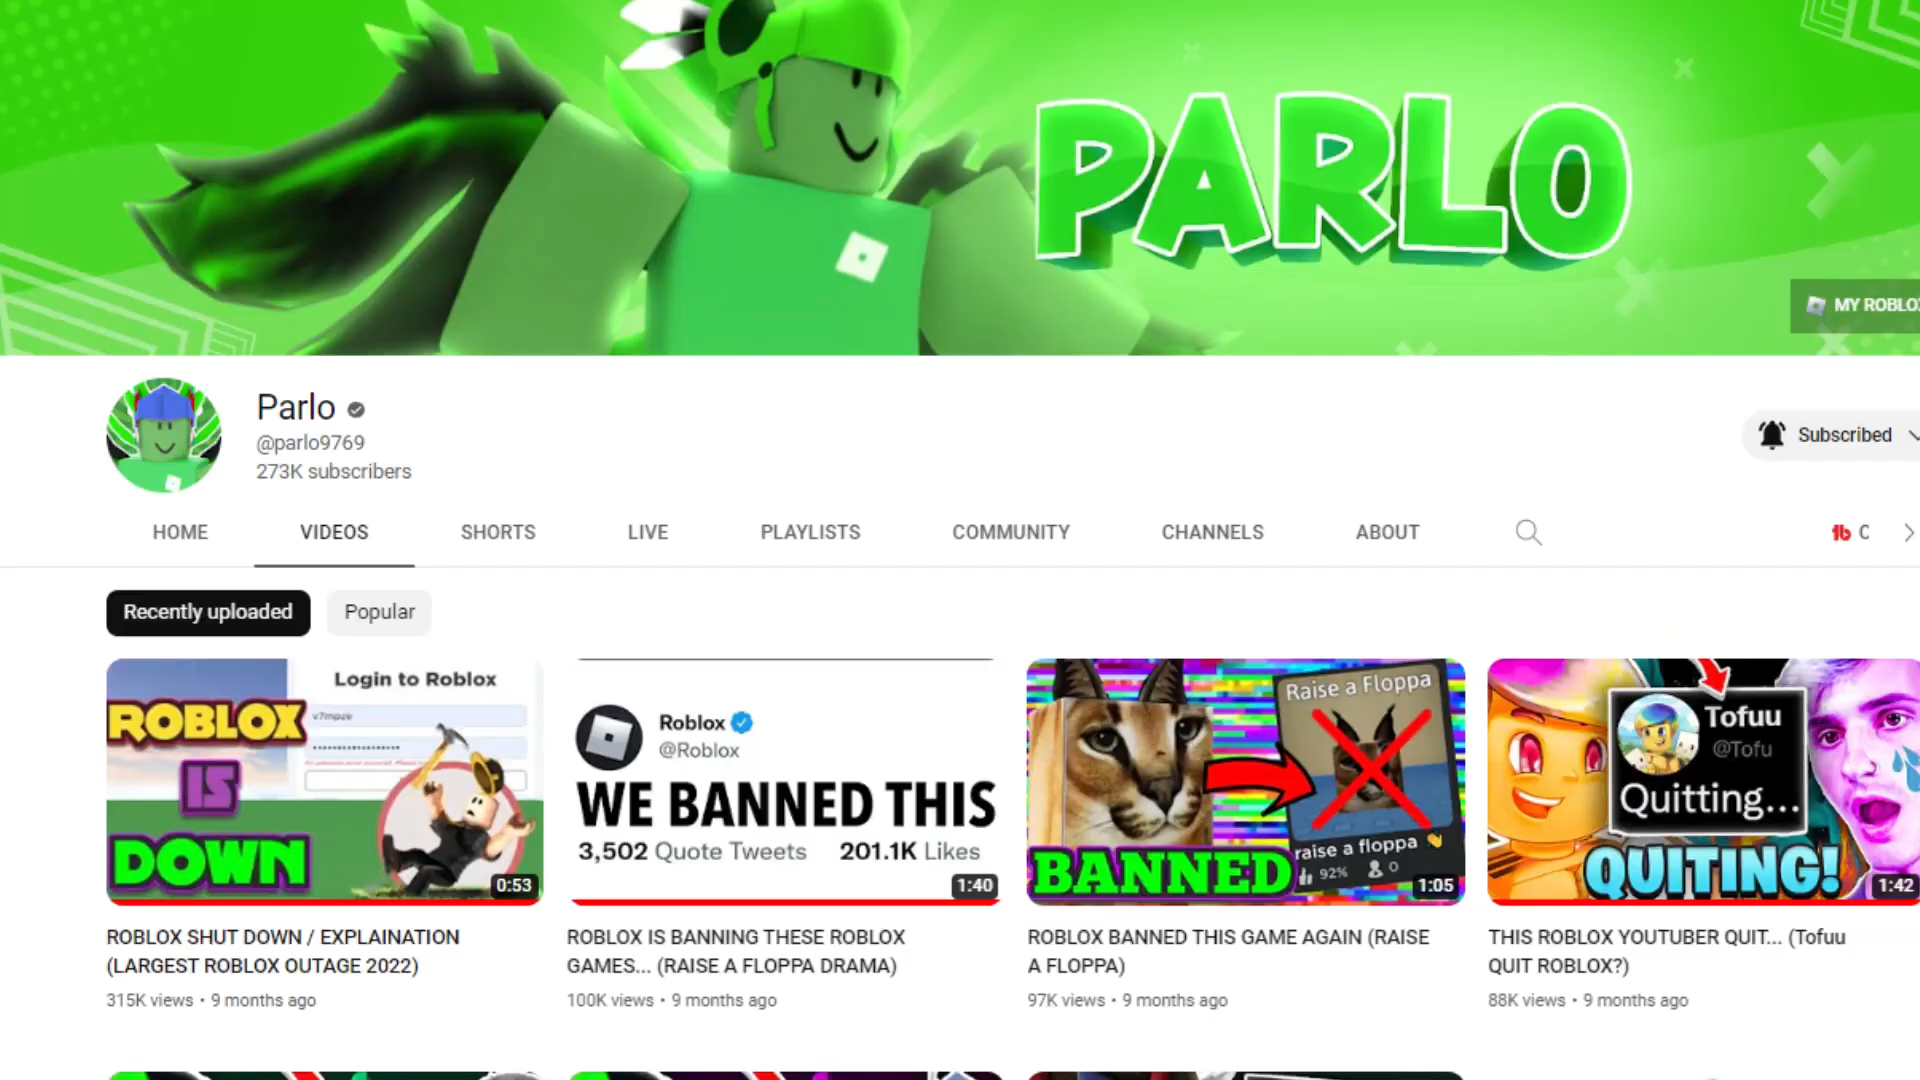 PARLO
MY ROBLO
Parlo
@parlo9769
273K subscribers
Subscribed
HOME
VIDEOS
SHORTS
LIVE
PLAYLISTS
COMMUNITY
CHANNELS
ABOUT
Recently uploaded
Popular
Login to Roblox
v7mpze
ROBLOX
IS
DOWN
0:53
Roblox
@Roblox
WE BANNED THIS
3,502 Quote Tweets 201.1K Likes
1:40
Raise a Floppa
BANNED
raise a floppa 👋
92% 0
1:05
Tofuu
@Tofu
Quitting...
QUITING!
1:42
ROBLOX SHUT DOWN / EXPLAINATION
(LARGEST ROBLOX OUTAGE 2022)
315K views • 9 months ago
ROBLOX IS BANNING THESE ROBLOX
GAMES... (RAISE A FLOPPA DRAMA)
100K views • 9 months ago
ROBLOX BANNED THIS GAME AGAIN (RAISE
A FLOPPA)
97K views • 9 months ago
THIS ROBLOX YOUTUBER QUIT... (Tofuu
QUIT ROBLOX?)
88K views • 9 months ago